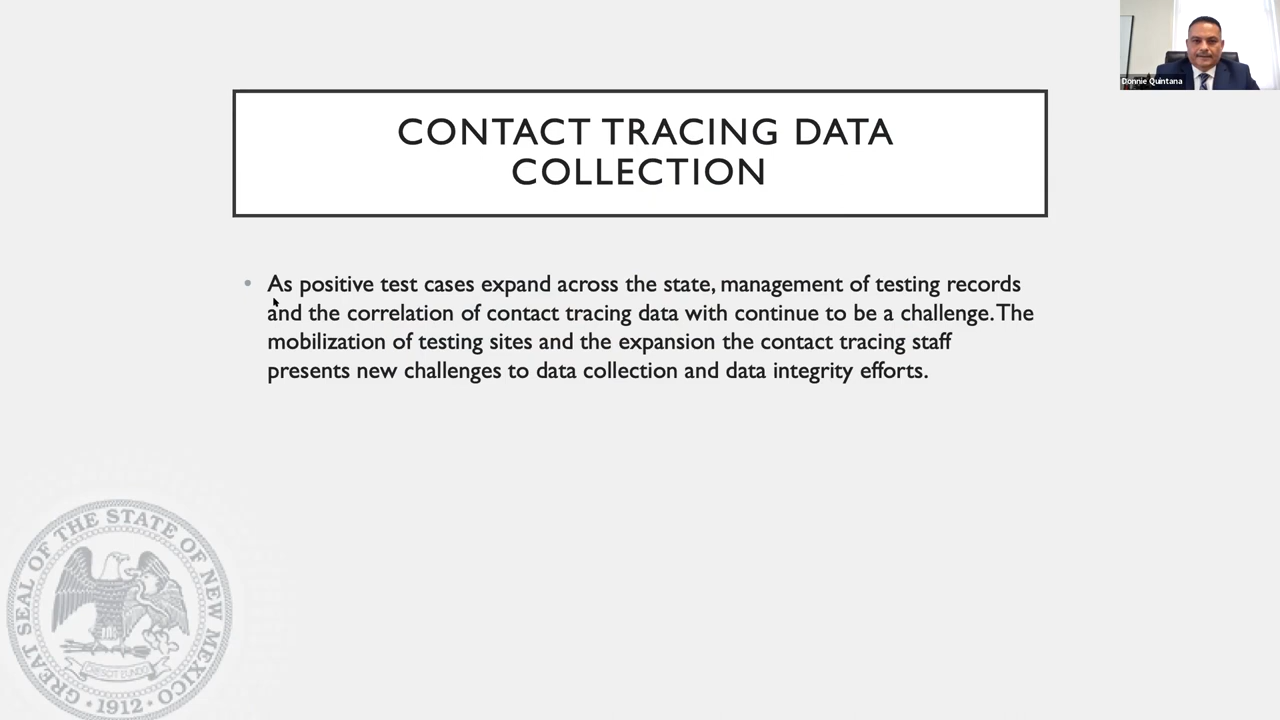 Donnie Quintana
CONTACT TRACING DATA
COLLECTION
• As positive test cases expand across the state, management of testing records
and the correlation of contact tracing data with continue to be a challenge. The
mobilization of testing sites and the expansion the contact tracing staff
presents new challenges to data collection and data integrity efforts.
GREAT SEAL OF THE STATE OF NEW MEXICO
CRESCIT EUNDO
• 1912 •